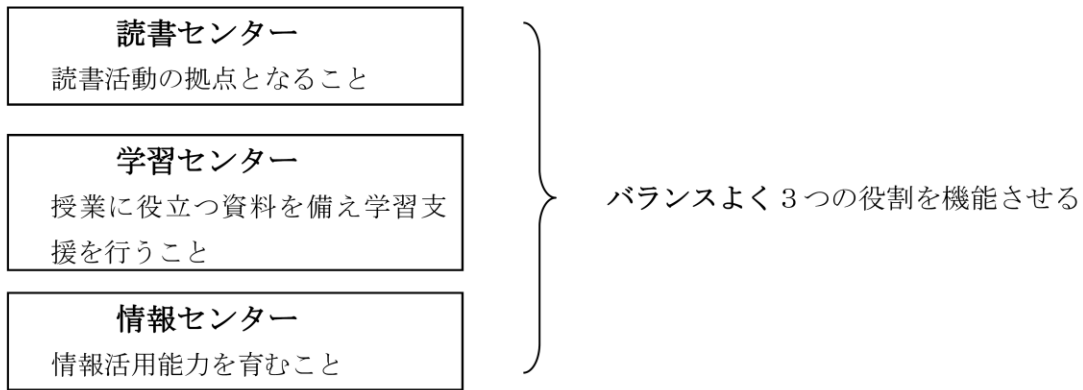 読書センター
読書活動の拠点となること
学習センター
授業に役立つ資料を備え学習支
援を行うこと
バランスよく３つの役割を機能させる
情報センター
情報活用能力を育むこと